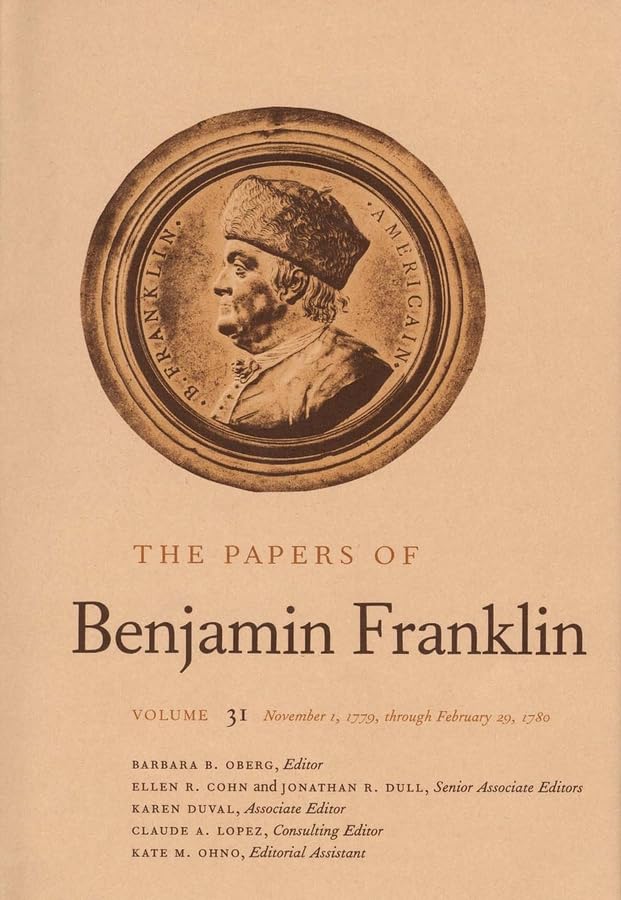 ·B·FRANKLIN·
·AMERICAIN·
THE PAPERS OF
Benjamin Franklin
VOLUME 31 November 1, 1779, through February 29, 1780
BARBARA B. OBERG, Editor
ELLEN R. COHN and JONATHAN R. DULL, Senior Associate Editors
KAREN DUVAL, Associate Editor
CLAUDE A. LOPEZ, Consulting Editor
KATE M. OHNO, Editorial Assistant